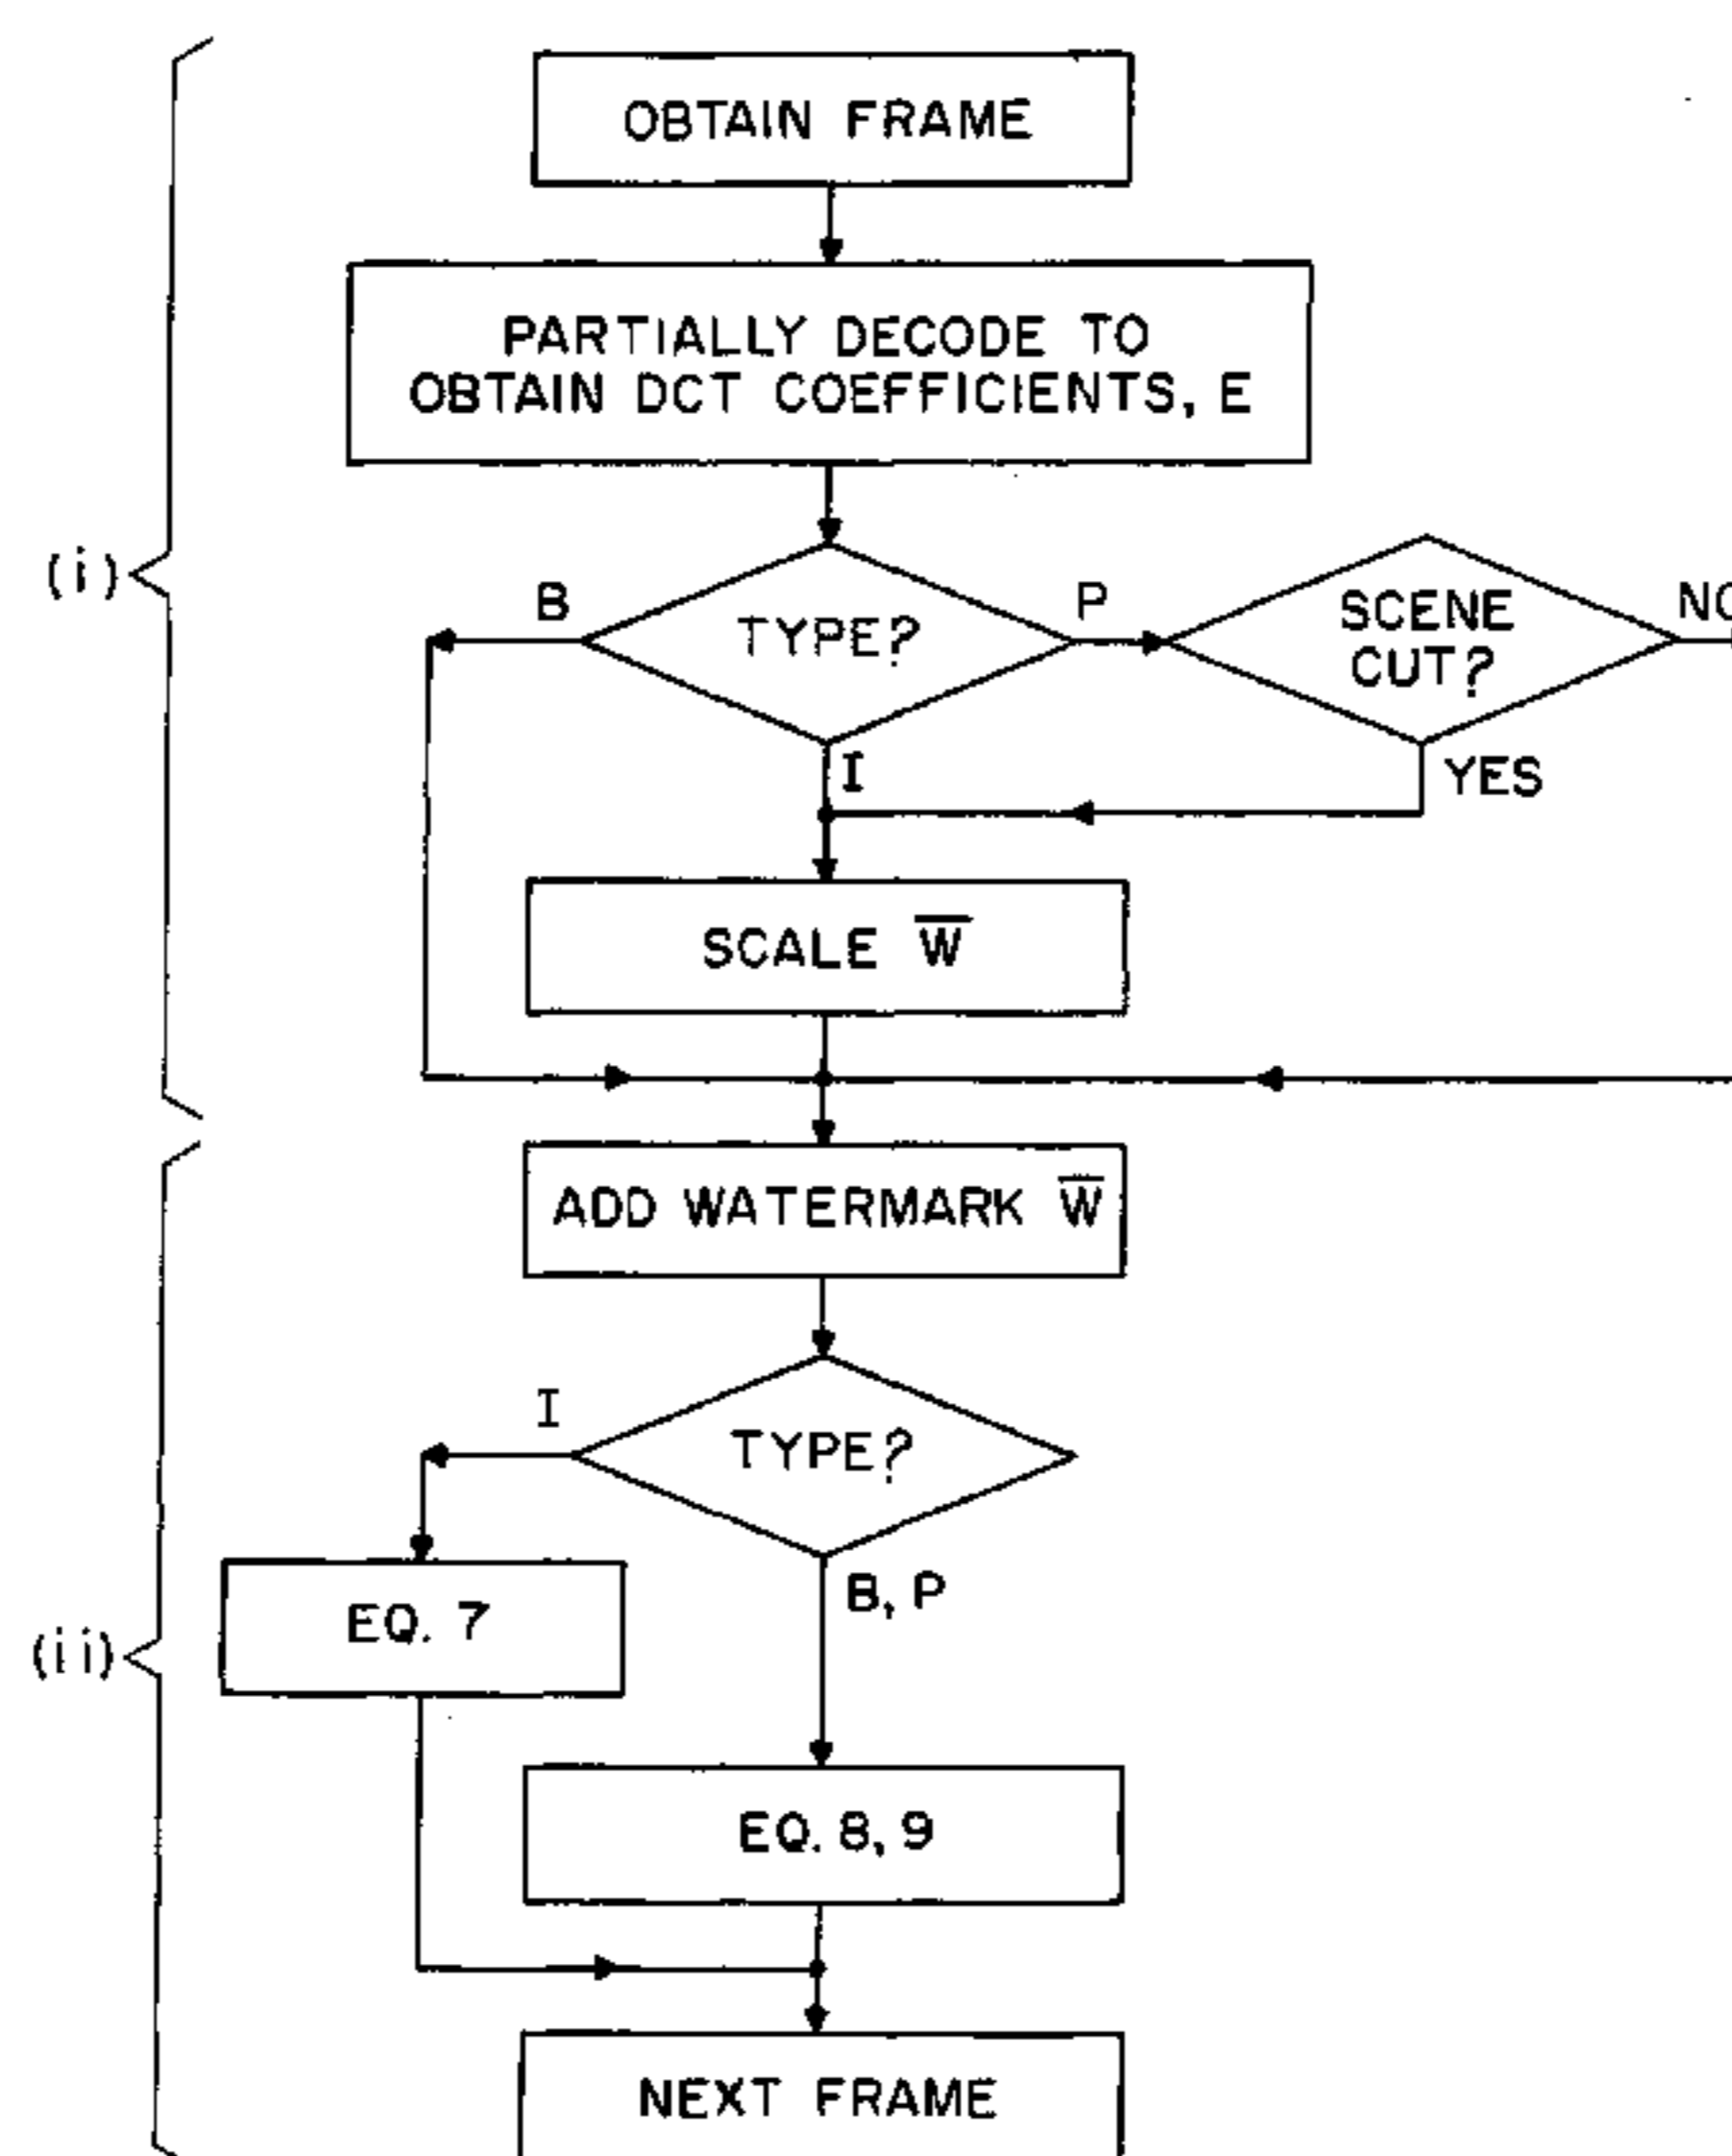 OBTAIN FRAME
PARTIALLY DECODE TO
OBTAIN DCT COEFFICIENTS, E
(i)
B
TYPE?
P
SCENE
CUT?
NO
I
YES
SCALE W̅
ADD WATERMARK W̅
I
TYPE?
B, P
EQ. 7
(ii)
EQ. 8, 9
NEXT FRAME